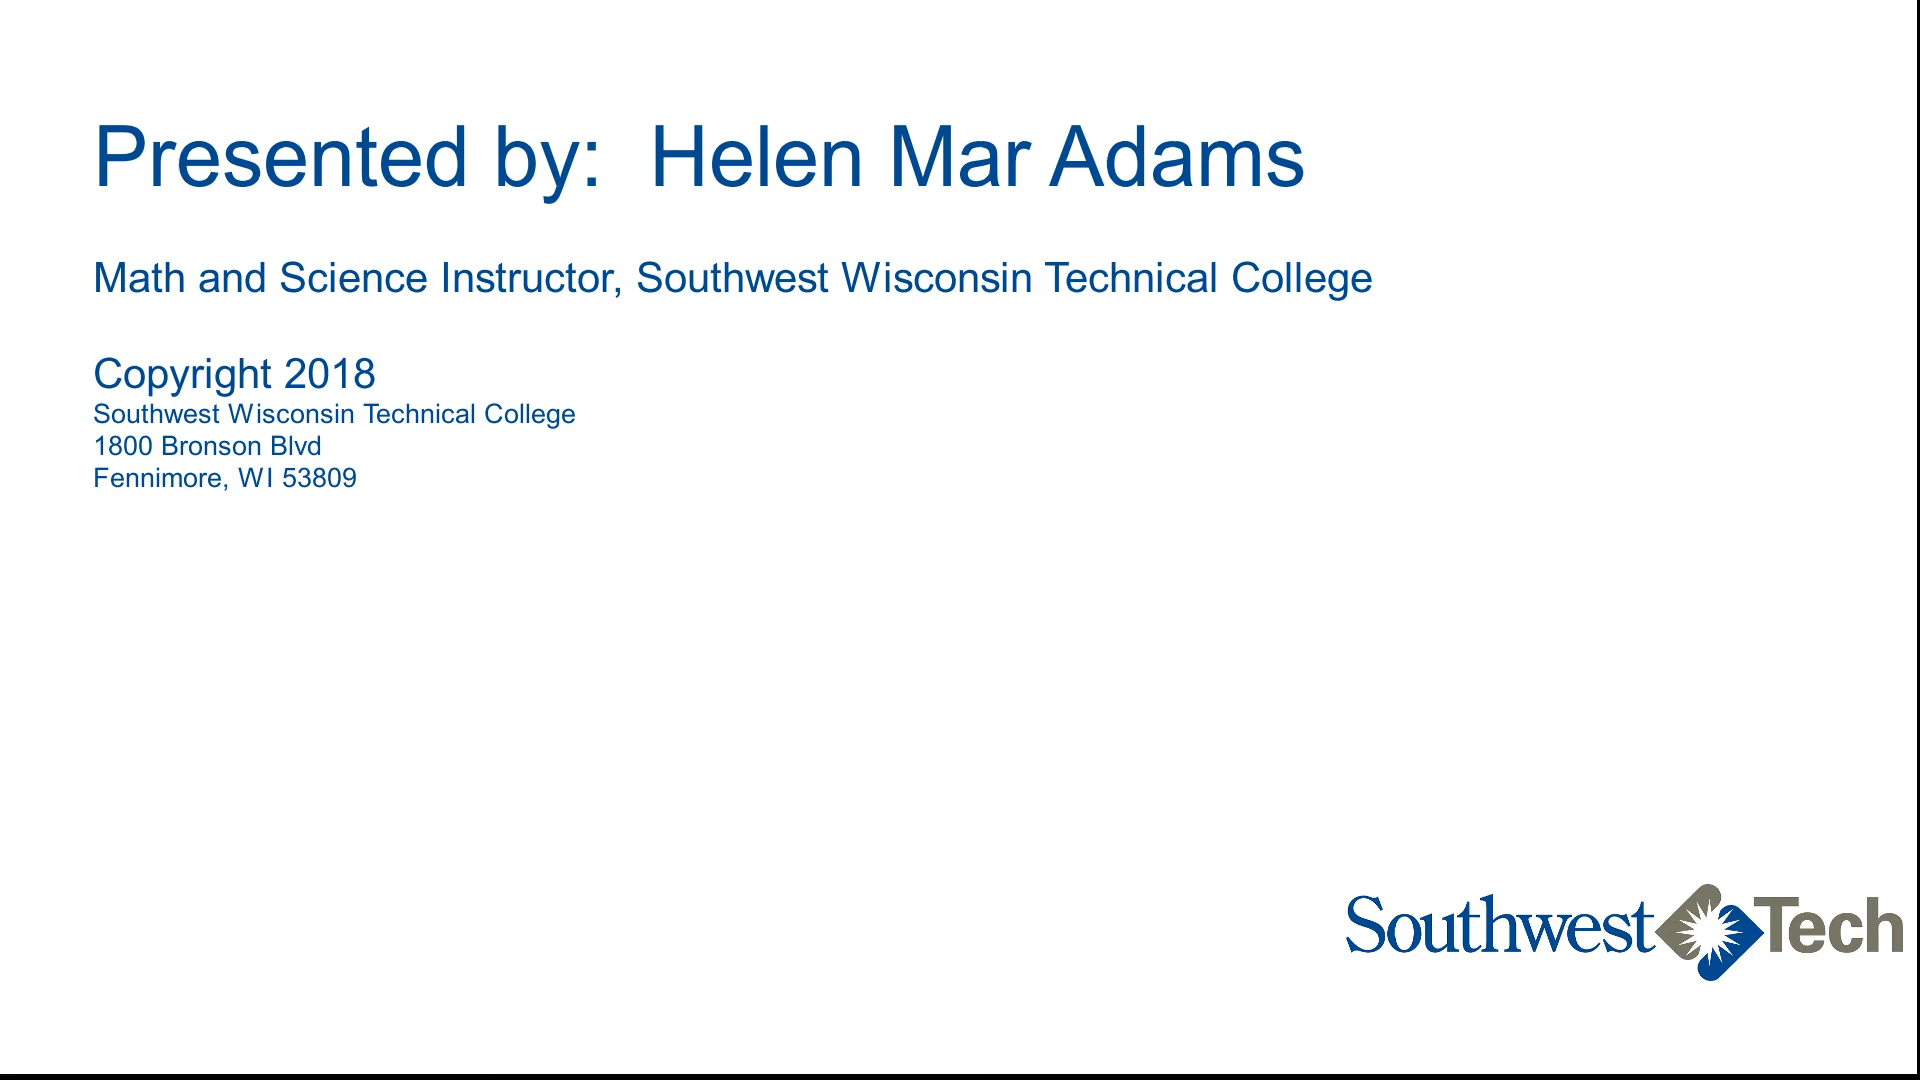 Presented by:  Helen Mar Adams
Math and Science Instructor, Southwest Wisconsin Technical College
Copyright 2018
Southwest Wisconsin Technical College
1800 Bronson Blvd
Fennimore, WI 53809
Southwest Tech